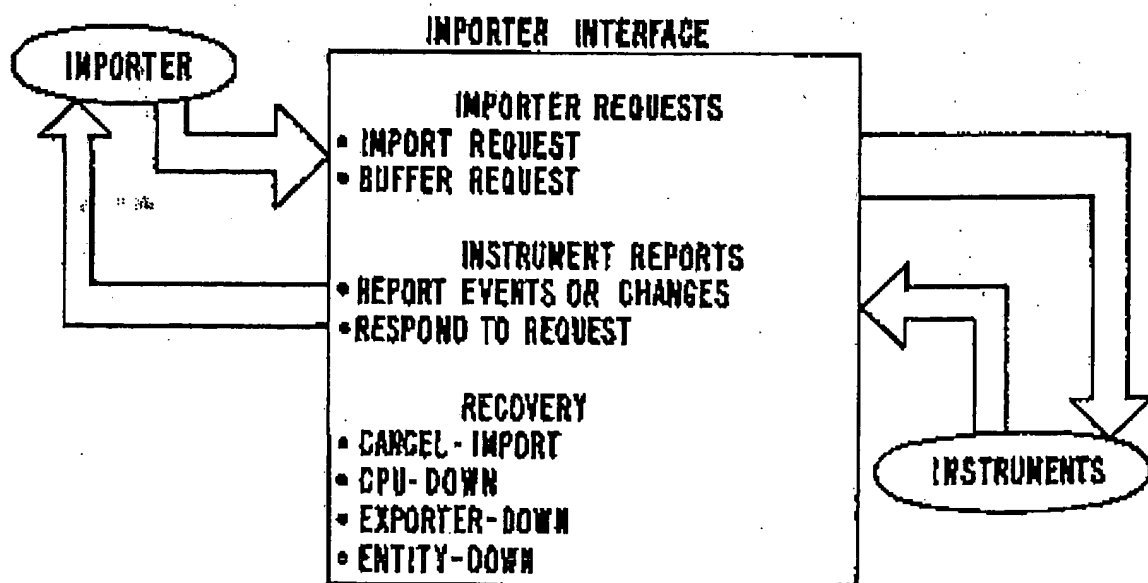 IMPORTER INTERFACE
IMPORTER
IMPORTER REQUESTS
• IMPORT REQUEST
• BUFFER REQUEST
INSTRUMENT REPORTS
• REPORT EVENTS OR CHANGES
• RESPOND TO REQUEST
RECOVERY
• CANCEL-IMPORT
• CPU-DOWN
• EXPORTER-DOWN
• ENTITY-DOWN
INSTRUMENTS